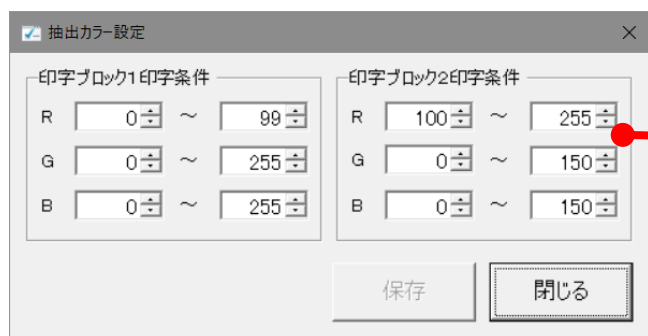 抽出カラー設定
印字ブロック1印字条件
R 0 ～ 99
G 0 ～ 255
B 0 ～ 255
印字ブロック2印字条件
R 100 ～ 255
G 0 ～ 150
B 0 ～ 150
保存 閉じる